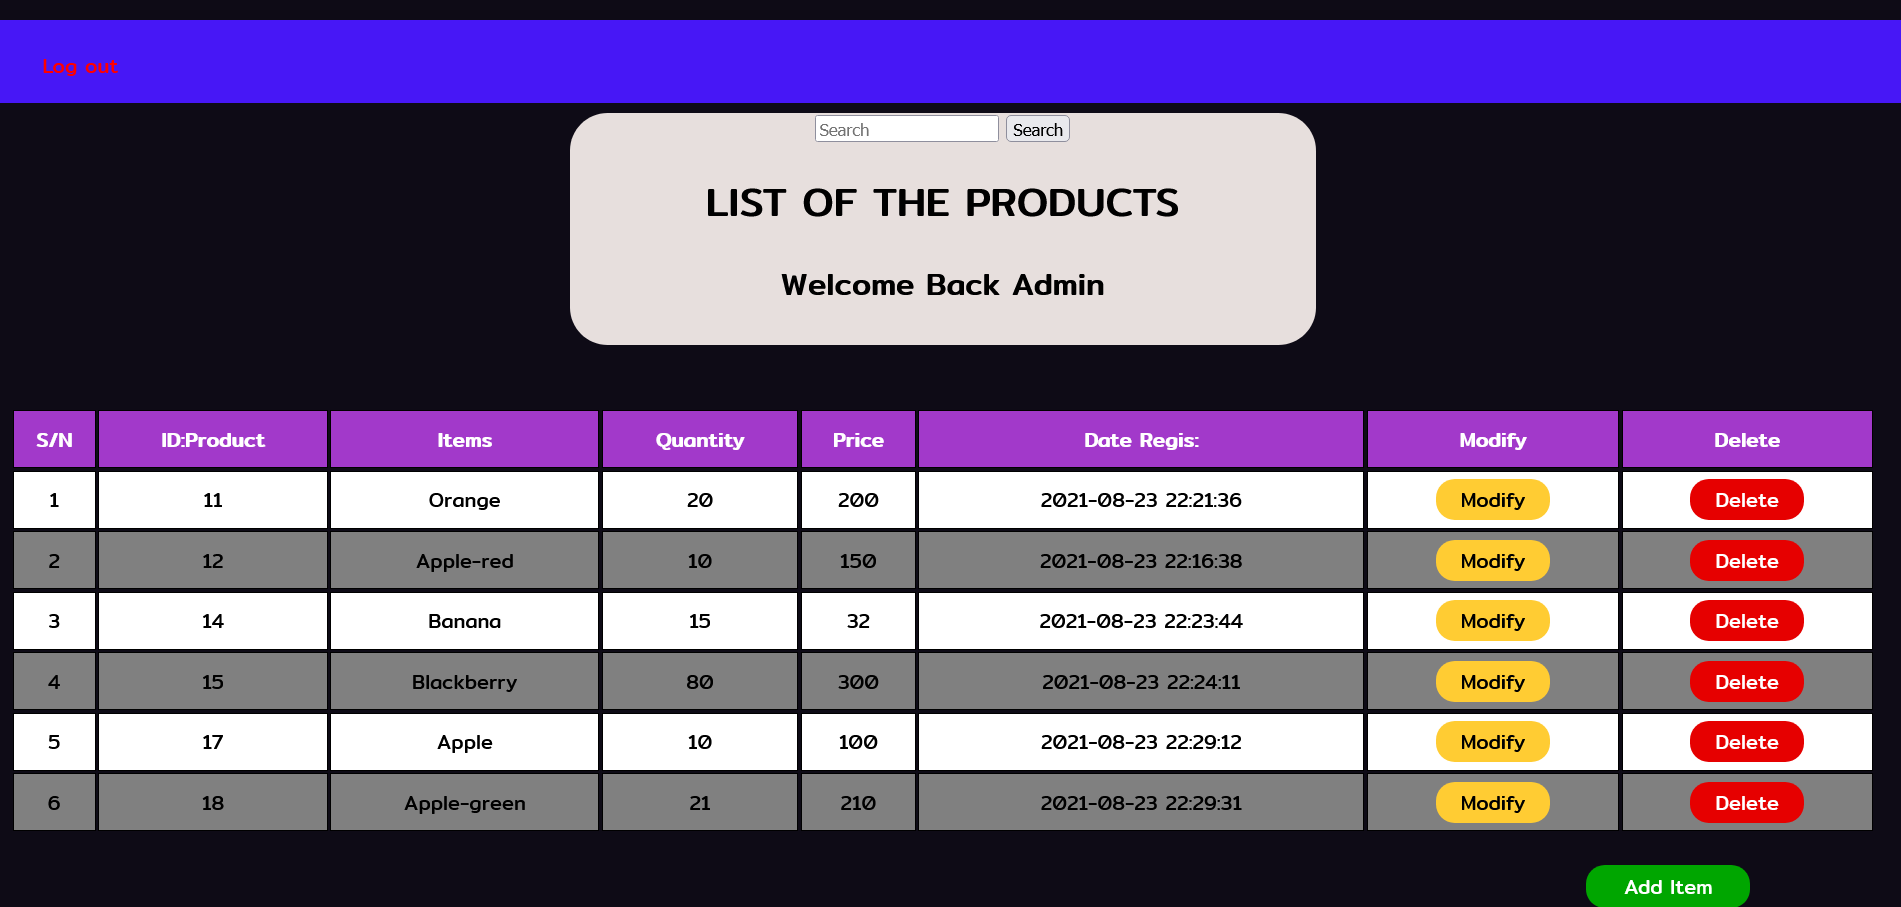 Log out
Search Search
LIST OF THE PRODUCTS
Welcome Back Admin
S/N ID:Product Items Quantity Price Date Regis: Modify Delete
1 11 Orange 20 200 2021-08-23 22:21:36 Modify Delete
2 12 Apple-red 10 150 2021-08-23 22:16:38 Modify Delete
3 14 Banana 15 32 2021-08-23 22:23:44 Modify Delete
4 15 Blackberry 80 300 2021-08-23 22:24:11 Modify Delete
5 17 Apple 10 100 2021-08-23 22:29:12 Modify Delete
6 18 Apple-green 21 210 2021-08-23 22:29:31 Modify Delete
Add Item